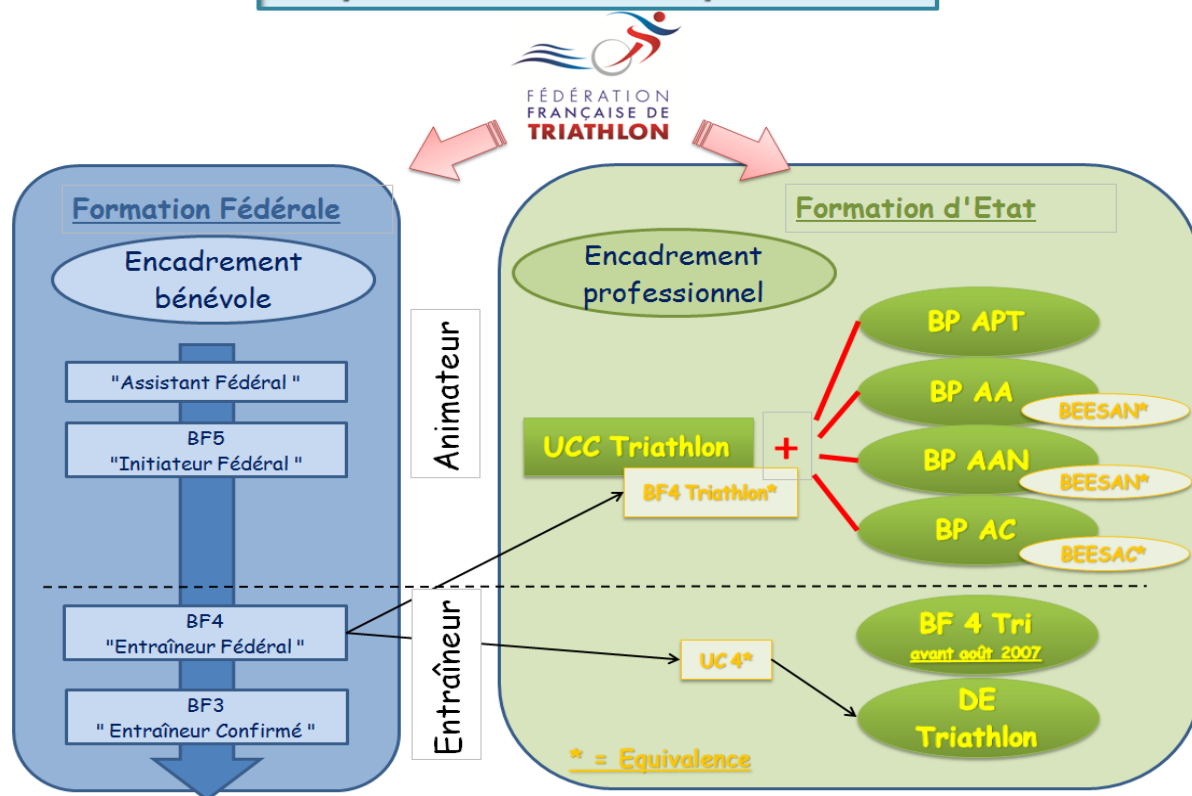 FÉDÉRATION
FRANÇAISE DE
TRIATHLON
Formation Fédérale
Encadrement
bénévole
"Assistant Fédéral "
BF5
"Initiateur Fédéral "
BF4
"Entraîneur Fédéral"
BF3
" Entraîneur Confirmé "
Animateur
Entraîneur
Formation d'Etat
Encadrement
professionnel
UCC Triathlon
+
BF4 Triathlon*
BP APT
BP AA
BEESAN*
BP AAN
BEESAN*
BP AC
BEESAC*
UC 4*
BF 4 Tri
avant août 2007
DE
Triathlon
* = Equivalence